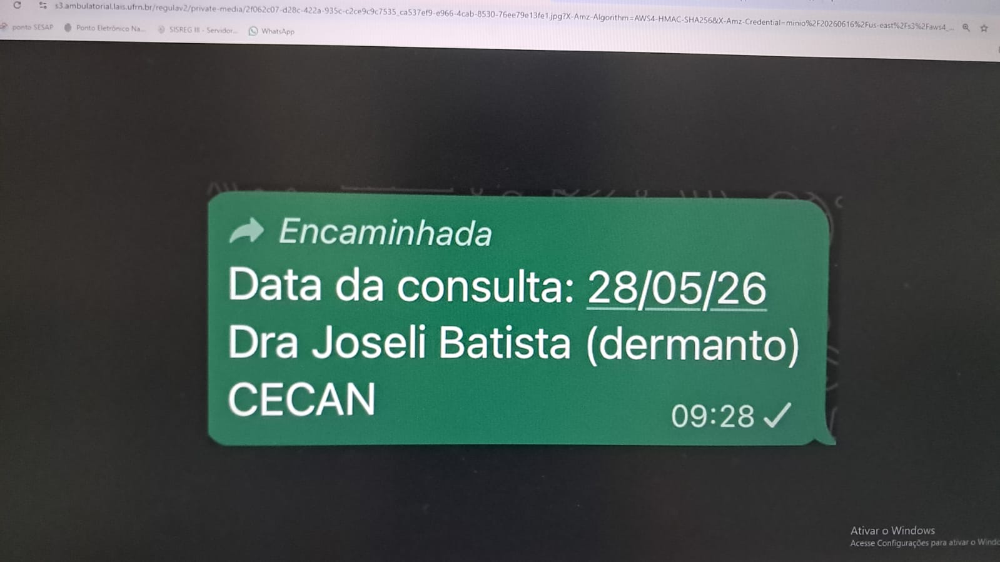 s3.ambulatorial.lais.ufrn.br/regulav2/private-media/2f062c07-d28c-422a-935c-c2ce9c9c7535_ca537ef9-e966-4cab-8530-76ee79e13fe1.jpg?X-Amz-Algorithm=AWS4-HMAC-SHA256&X-Amz-Credential=minio%2F20260616%2Fus-east%2Fs3%2Faws4_...
ponto SESAP Ponto Eletrônico Na... SISREG III - Servidor... WhatsApp
Encaminhada
Data da consulta: 28/05/26
Dra Joseli Batista (dermanto)
CECAN
09:28
Ativar o Windows
Acesse Configurações para ativar o Windo